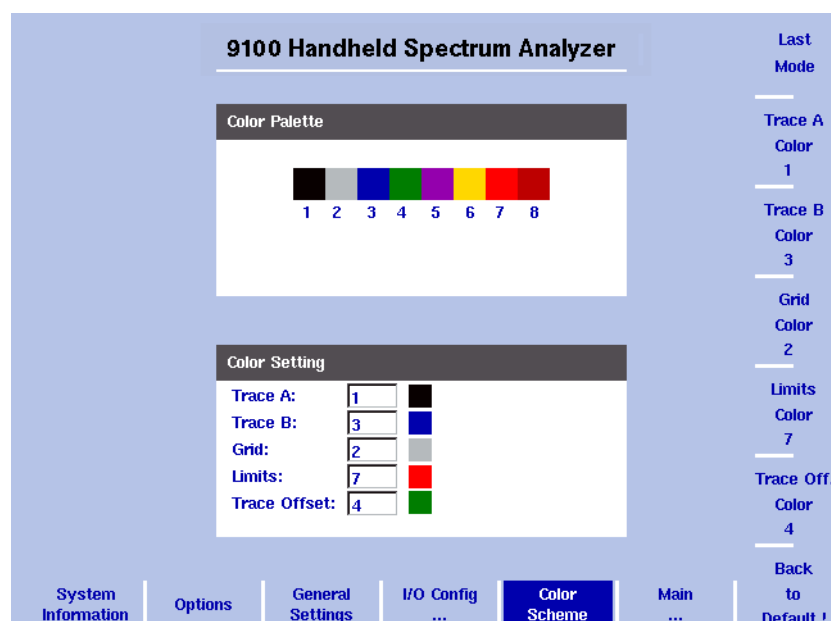 9100 Handheld Spectrum Analyzer
Color Palette
1 2 3 4 5 6 7 8
Color Setting
Trace A: 1
Trace B: 3
Grid: 2
Limits: 7
Trace Offset: 4
Last
Mode
Trace A
Color
1
Trace B
Color
3
Grid
Color
2
Limits
Color
7
Trace Off.
Color
4
Back
to
Default !
System
Information
Options
General
Settings
I/O Config
...
Color
Scheme
Main
...